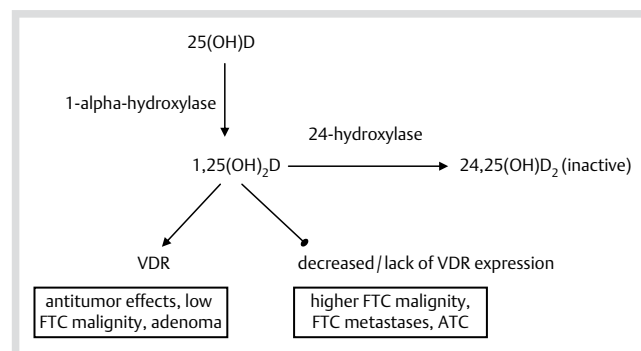 25(OH)D
1-alpha-hydroxylase
24-hydroxylase
1,25(OH)₂D
24,25(OH)D₂ (inactive)
VDR
decreased/lack of VDR expression
antitumor effects, low
FTC malignity, adenoma
higher FTC malignity,
FTC metastases, ATC